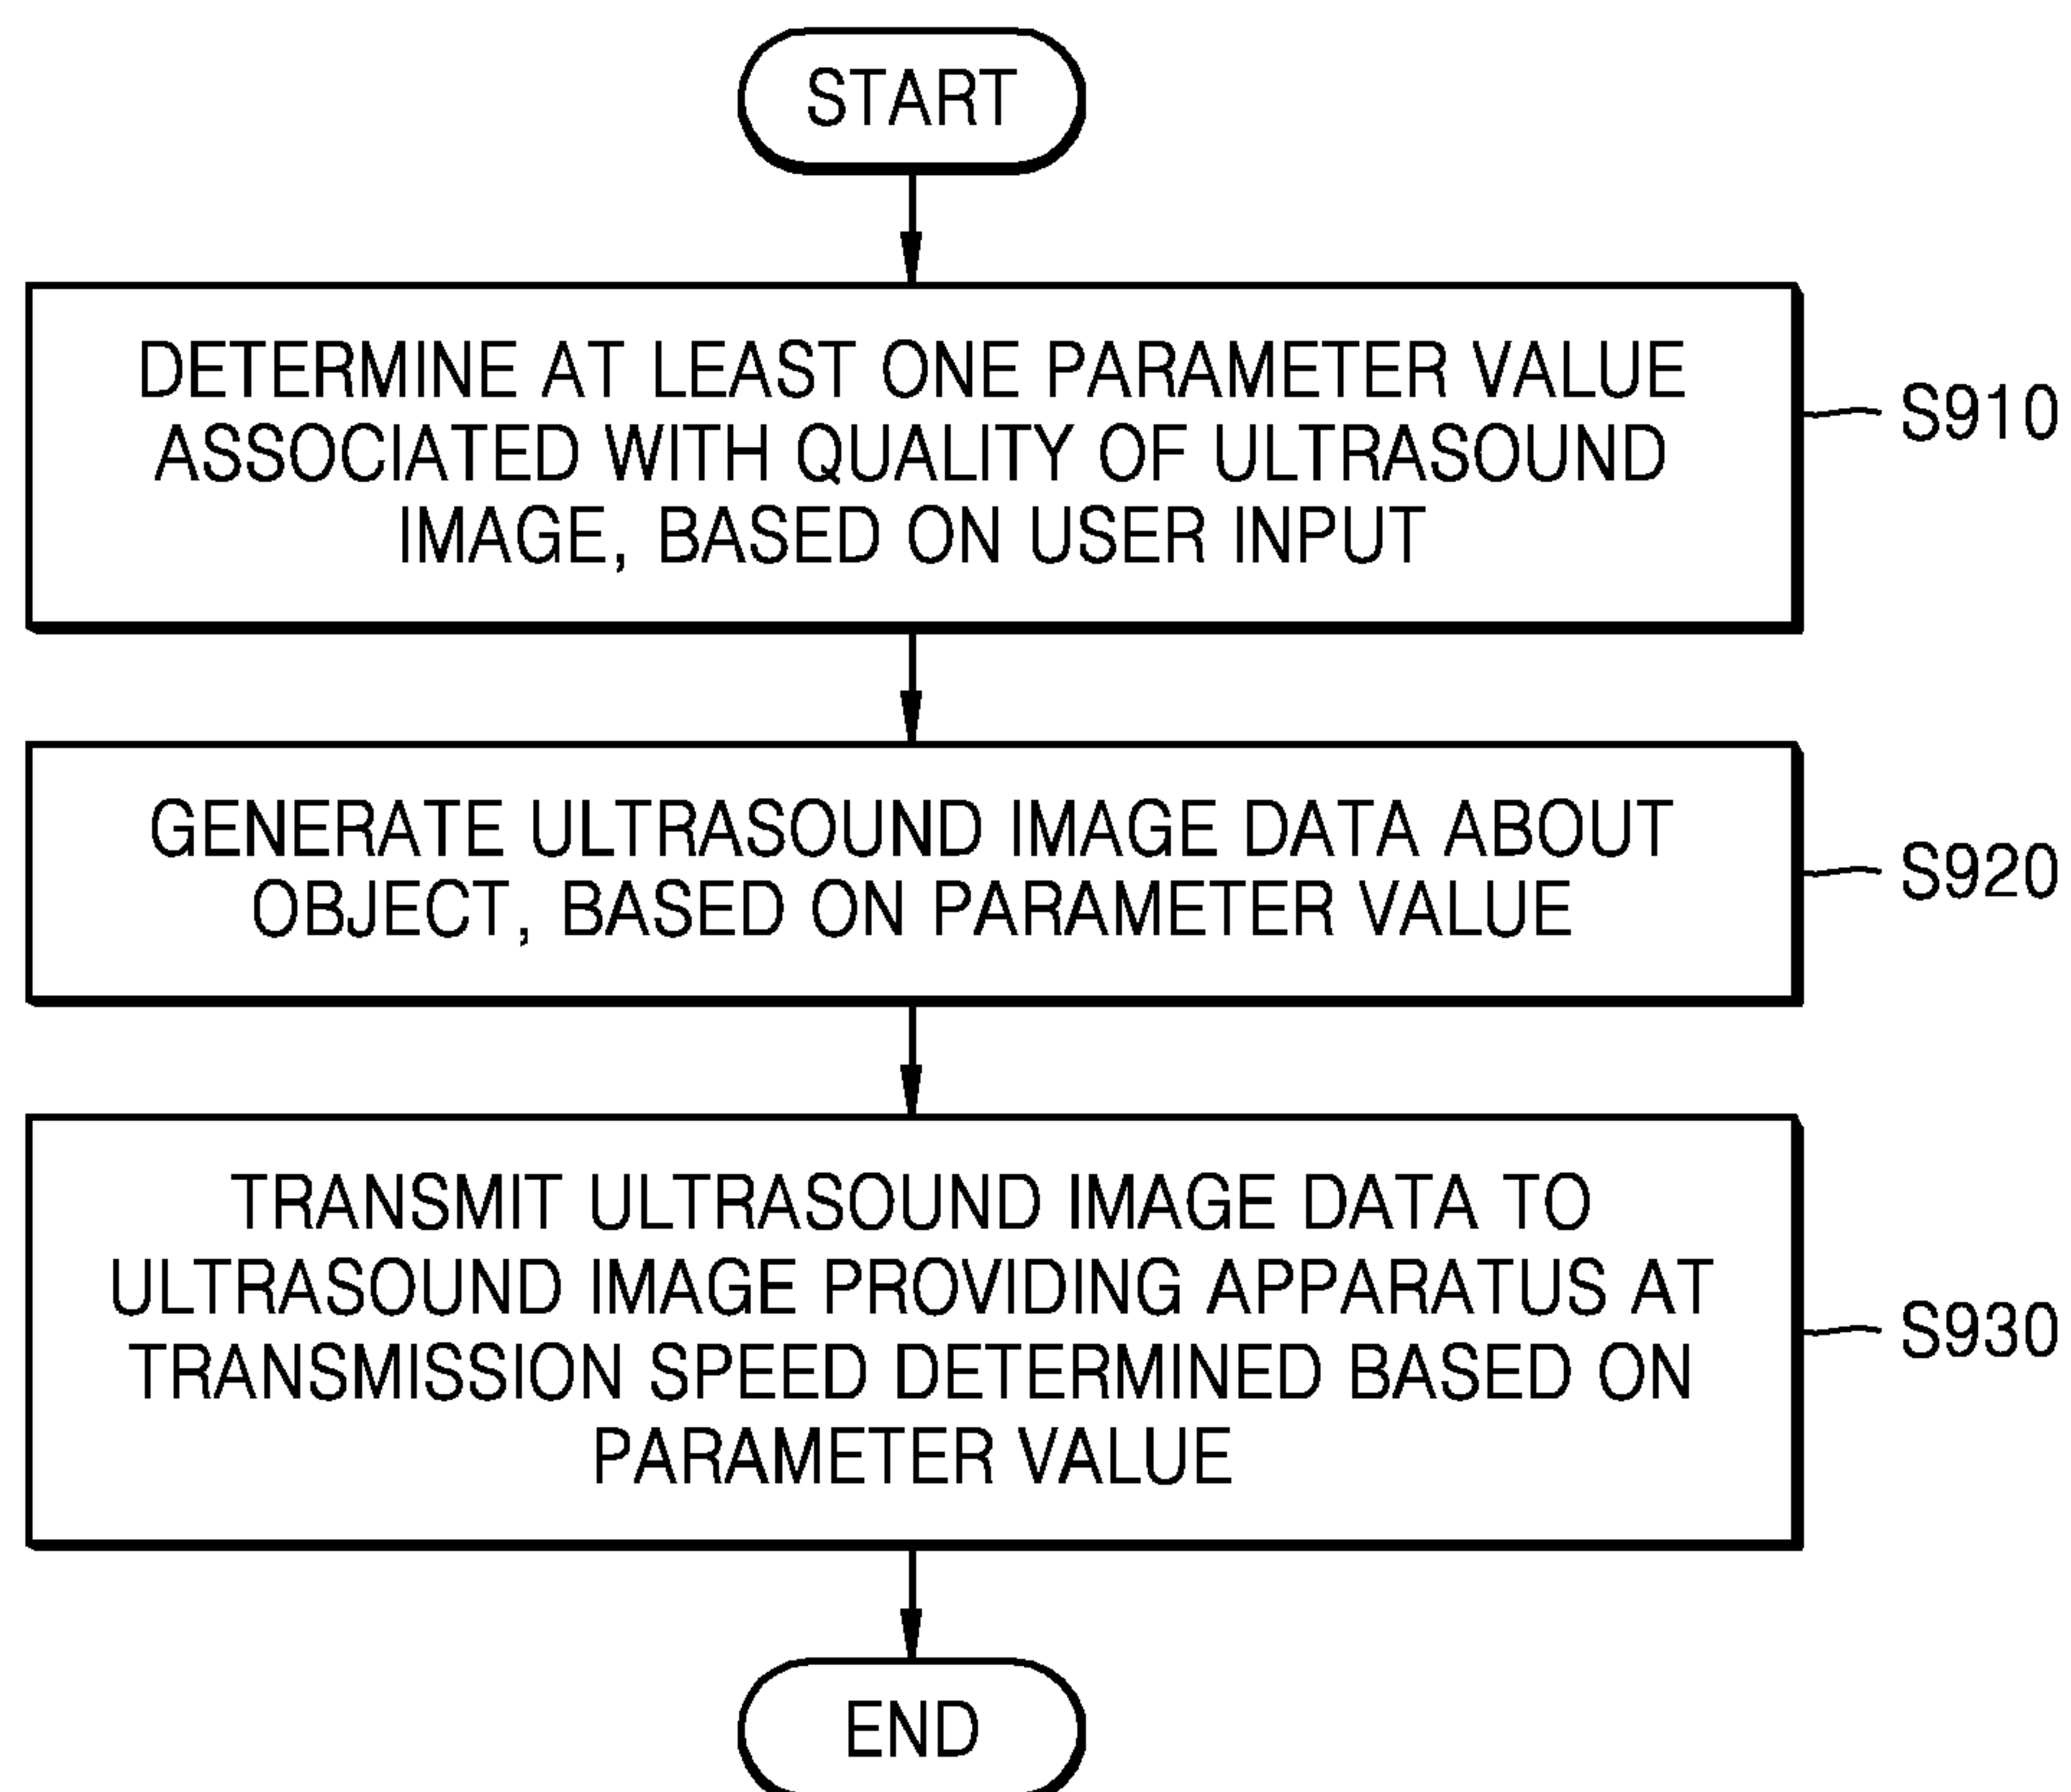 START
DETERMINE AT LEAST ONE PARAMETER VALUE
ASSOCIATED WITH QUALITY OF ULTRASOUND
IMAGE, BASED ON USER INPUT
S910
GENERATE ULTRASOUND IMAGE DATA ABOUT
OBJECT, BASED ON PARAMETER VALUE
S920
TRANSMIT ULTRASOUND IMAGE DATA TO
ULTRASOUND IMAGE PROVIDING APPARATUS AT
TRANSMISSION SPEED DETERMINED BASED ON
PARAMETER VALUE
S930
END